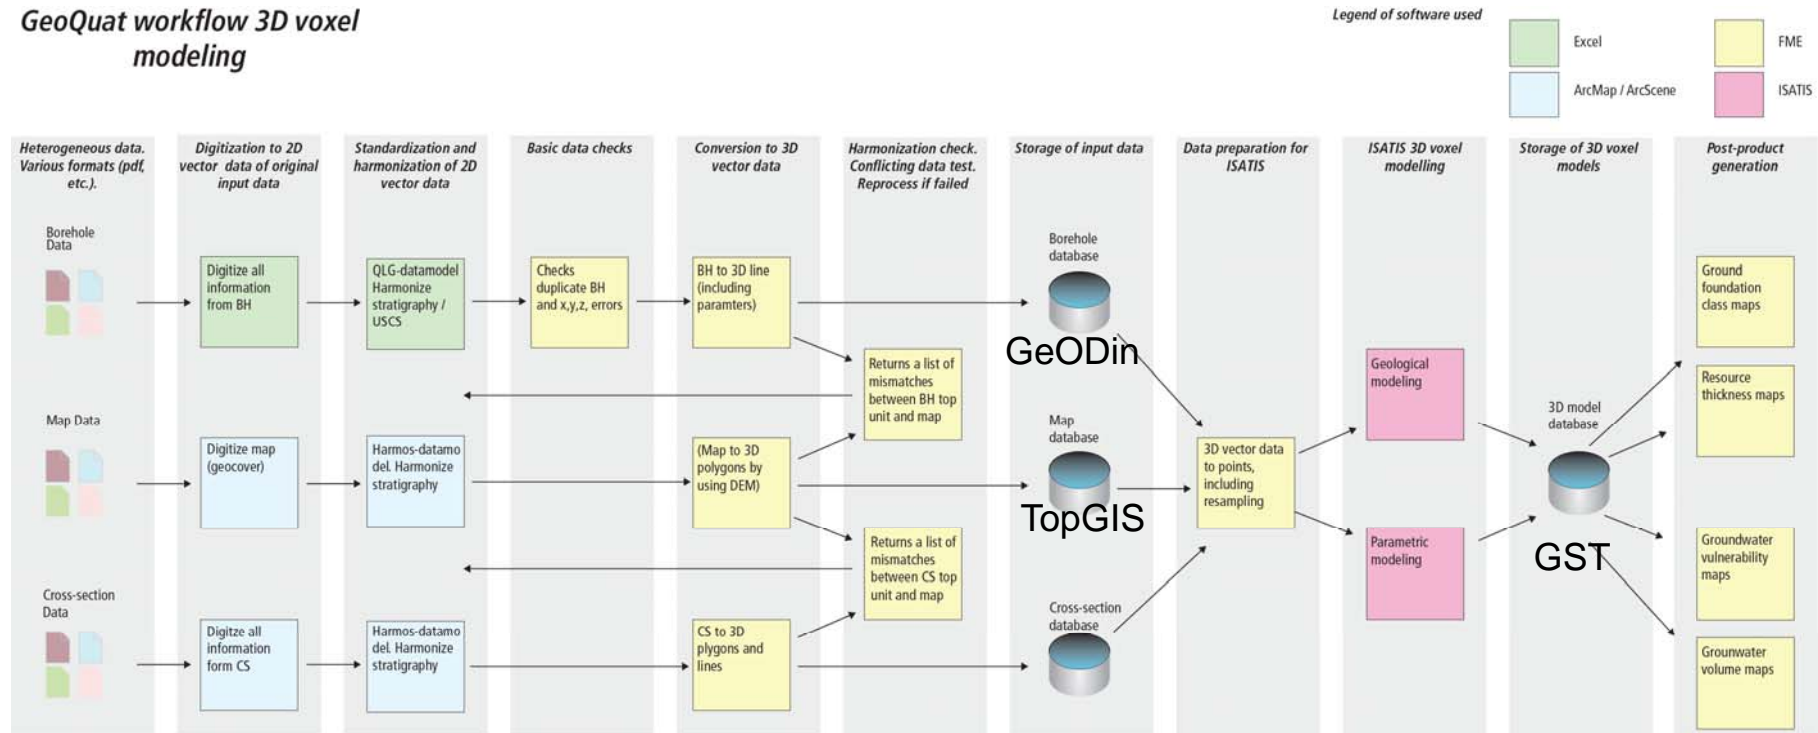 GeoQuat workflow 3D voxel
modeling
Legend of software used
Excel
FME
ArcMap / ArcScene
ISATIS
Heterogeneous data.
Various formats (pdf,
etc.).
Digitization to 2D
vector data of original
input data
Standardization and
harmonization of 2D
vector data
Basic data checks
Conversion to 3D
vector data
Harmonization check.
Conflicting data test.
Reprocess if failed
Storage of input data
Data preparation for
ISATIS
ISATIS 3D voxel
modelling
Storage of 3D voxel
models
Post-product
generation
Borehole
Data
Digitize all
information
from BH
QLG-datamodel
Harmonize
stratigraphy /
USCS
Checks
duplicate BH
and x,y,z, errors
BH to 3D line
(including
paramters)
Borehole
database
GeODin
Ground
foundation
class maps
Returns a list of
mismatches
between BH top
unit and map
Geological
modeling
Resource
thickness maps
Map Data
Digitize map
(geocover)
Harmos-datamo
del. Harmonize
stratigraphy
(Map to 3D
polygons by
using DEM)
Map
database
TopGIS
3D vector data
to points,
including
resampling
3D model
database
GST
Returns a list of
mismatches
between CS top
unit and map
Parametric
modeling
Groundwater
vulnerability
maps
Cross-section
Data
Digitze all
information
form CS
Harmos-datamo
del. Harmonize
stratigraphy
CS to 3D
plygons and
lines
Cross-section
database
Grounwater
volume maps